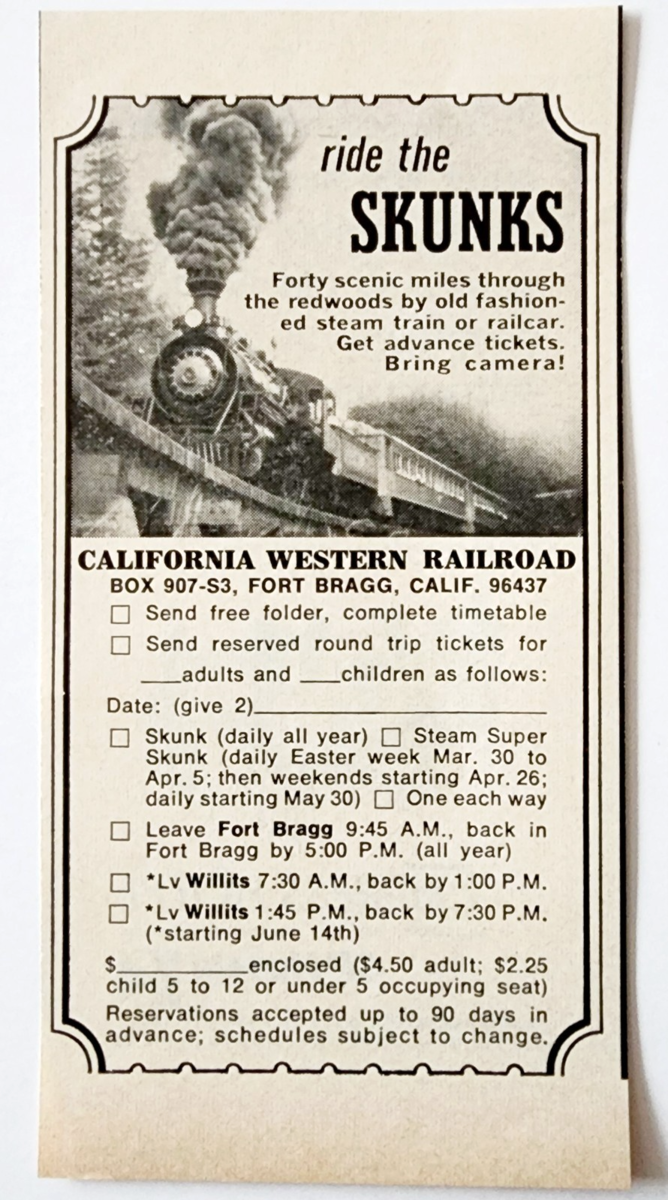 ride the
SKUNKS
Forty scenic miles through
the redwoods by old fashion-
ed steam train or railcar.
Get advance tickets.
Bring camera!
CALIFORNIA WESTERN RAILROAD
BOX 907-S3, FORT BRAGG, CALIF. 96437
☐ Send free folder, complete timetable
☐ Send reserved round trip tickets for
___adults and ___children as follows:
Date: (give 2)____________________
☐ Skunk (daily all year) ☐ Steam Super
Skunk (daily Easter week Mar. 30 to
Apr. 5; then weekends starting Apr. 26;
daily starting May 30) ☐ One each way
☐ Leave Fort Bragg 9:45 A.M., back in
Fort Bragg by 5:00 P.M. (all year)
☐ *Lv Willits 7:30 A.M., back by 1:00 P.M.
☐ *Lv Willits 1:45 P.M., back by 7:30 P.M.
(*starting June 14th)
$__________enclosed ($4.50 adult; $2.25
child 5 to 12 or under 5 occupying seat)
Reservations accepted up to 90 days in
advance; schedules subject to change.